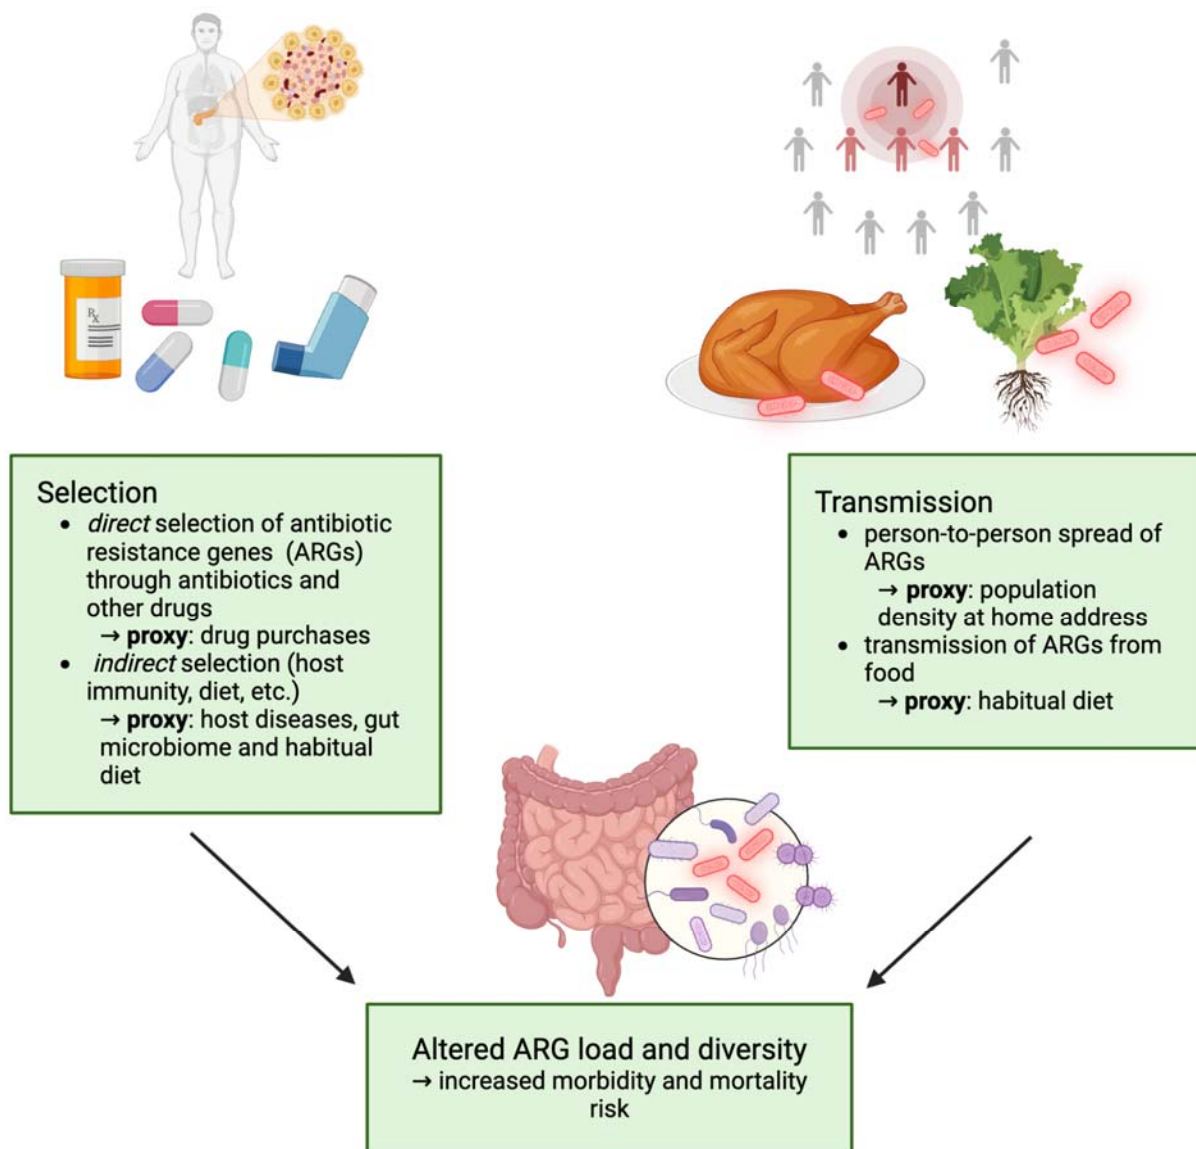 Rx
Selection
• direct selection of antibiotic
resistance genes (ARGs)
through antibiotics and
other drugs
→ proxy: drug purchases
• indirect selection (host
immunity, diet, etc.)
→ proxy: host diseases, gut
microbiome and habitual
diet
Transmission
• person-to-person spread of
ARGs
→ proxy: population
density at home address
• transmission of ARGs from
food
→ proxy: habitual diet
Altered ARG load and diversity
→ increased morbidity and mortality
risk